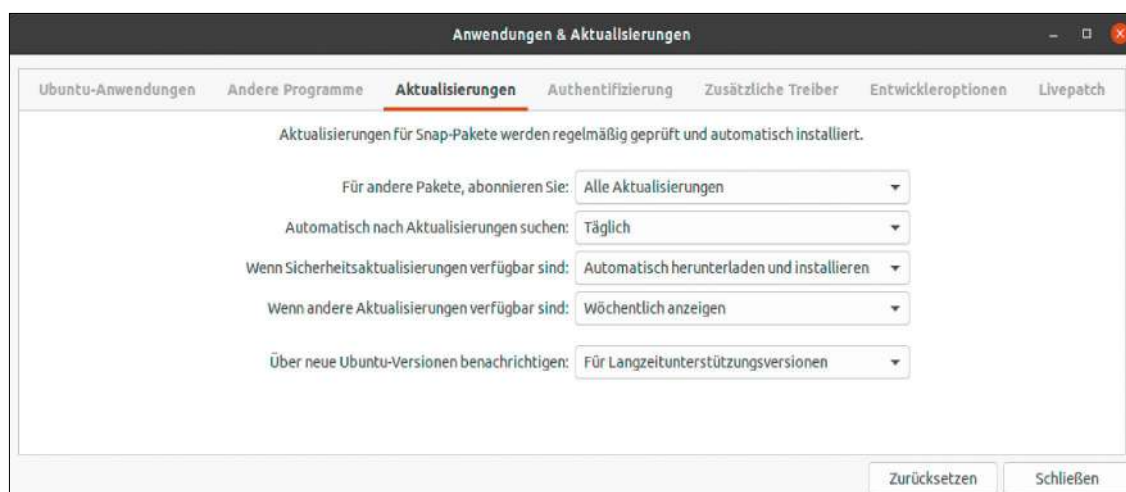 Anwendungen & Aktualisierungen
Ubuntu-Anwendungen Andere Programme Aktualisierungen Authentifizierung Zusätzliche Treiber Entwickleroptionen Livepatch
Aktualisierungen für Snap-Pakete werden regelmäßig geprüft und automatisch installiert.
Für andere Pakete, abonnieren Sie: Alle Aktualisierungen
Automatisch nach Aktualisierungen suchen: Täglich
Wenn Sicherheitsaktualisierungen verfügbar sind: Automatisch herunterladen und installieren
Wenn andere Aktualisierungen verfügbar sind: Wöchentlich anzeigen
Über neue Ubuntu-Versionen benachrichtigen: Für Langzeitunterstützungsversionen
Zurücksetzen Schließen